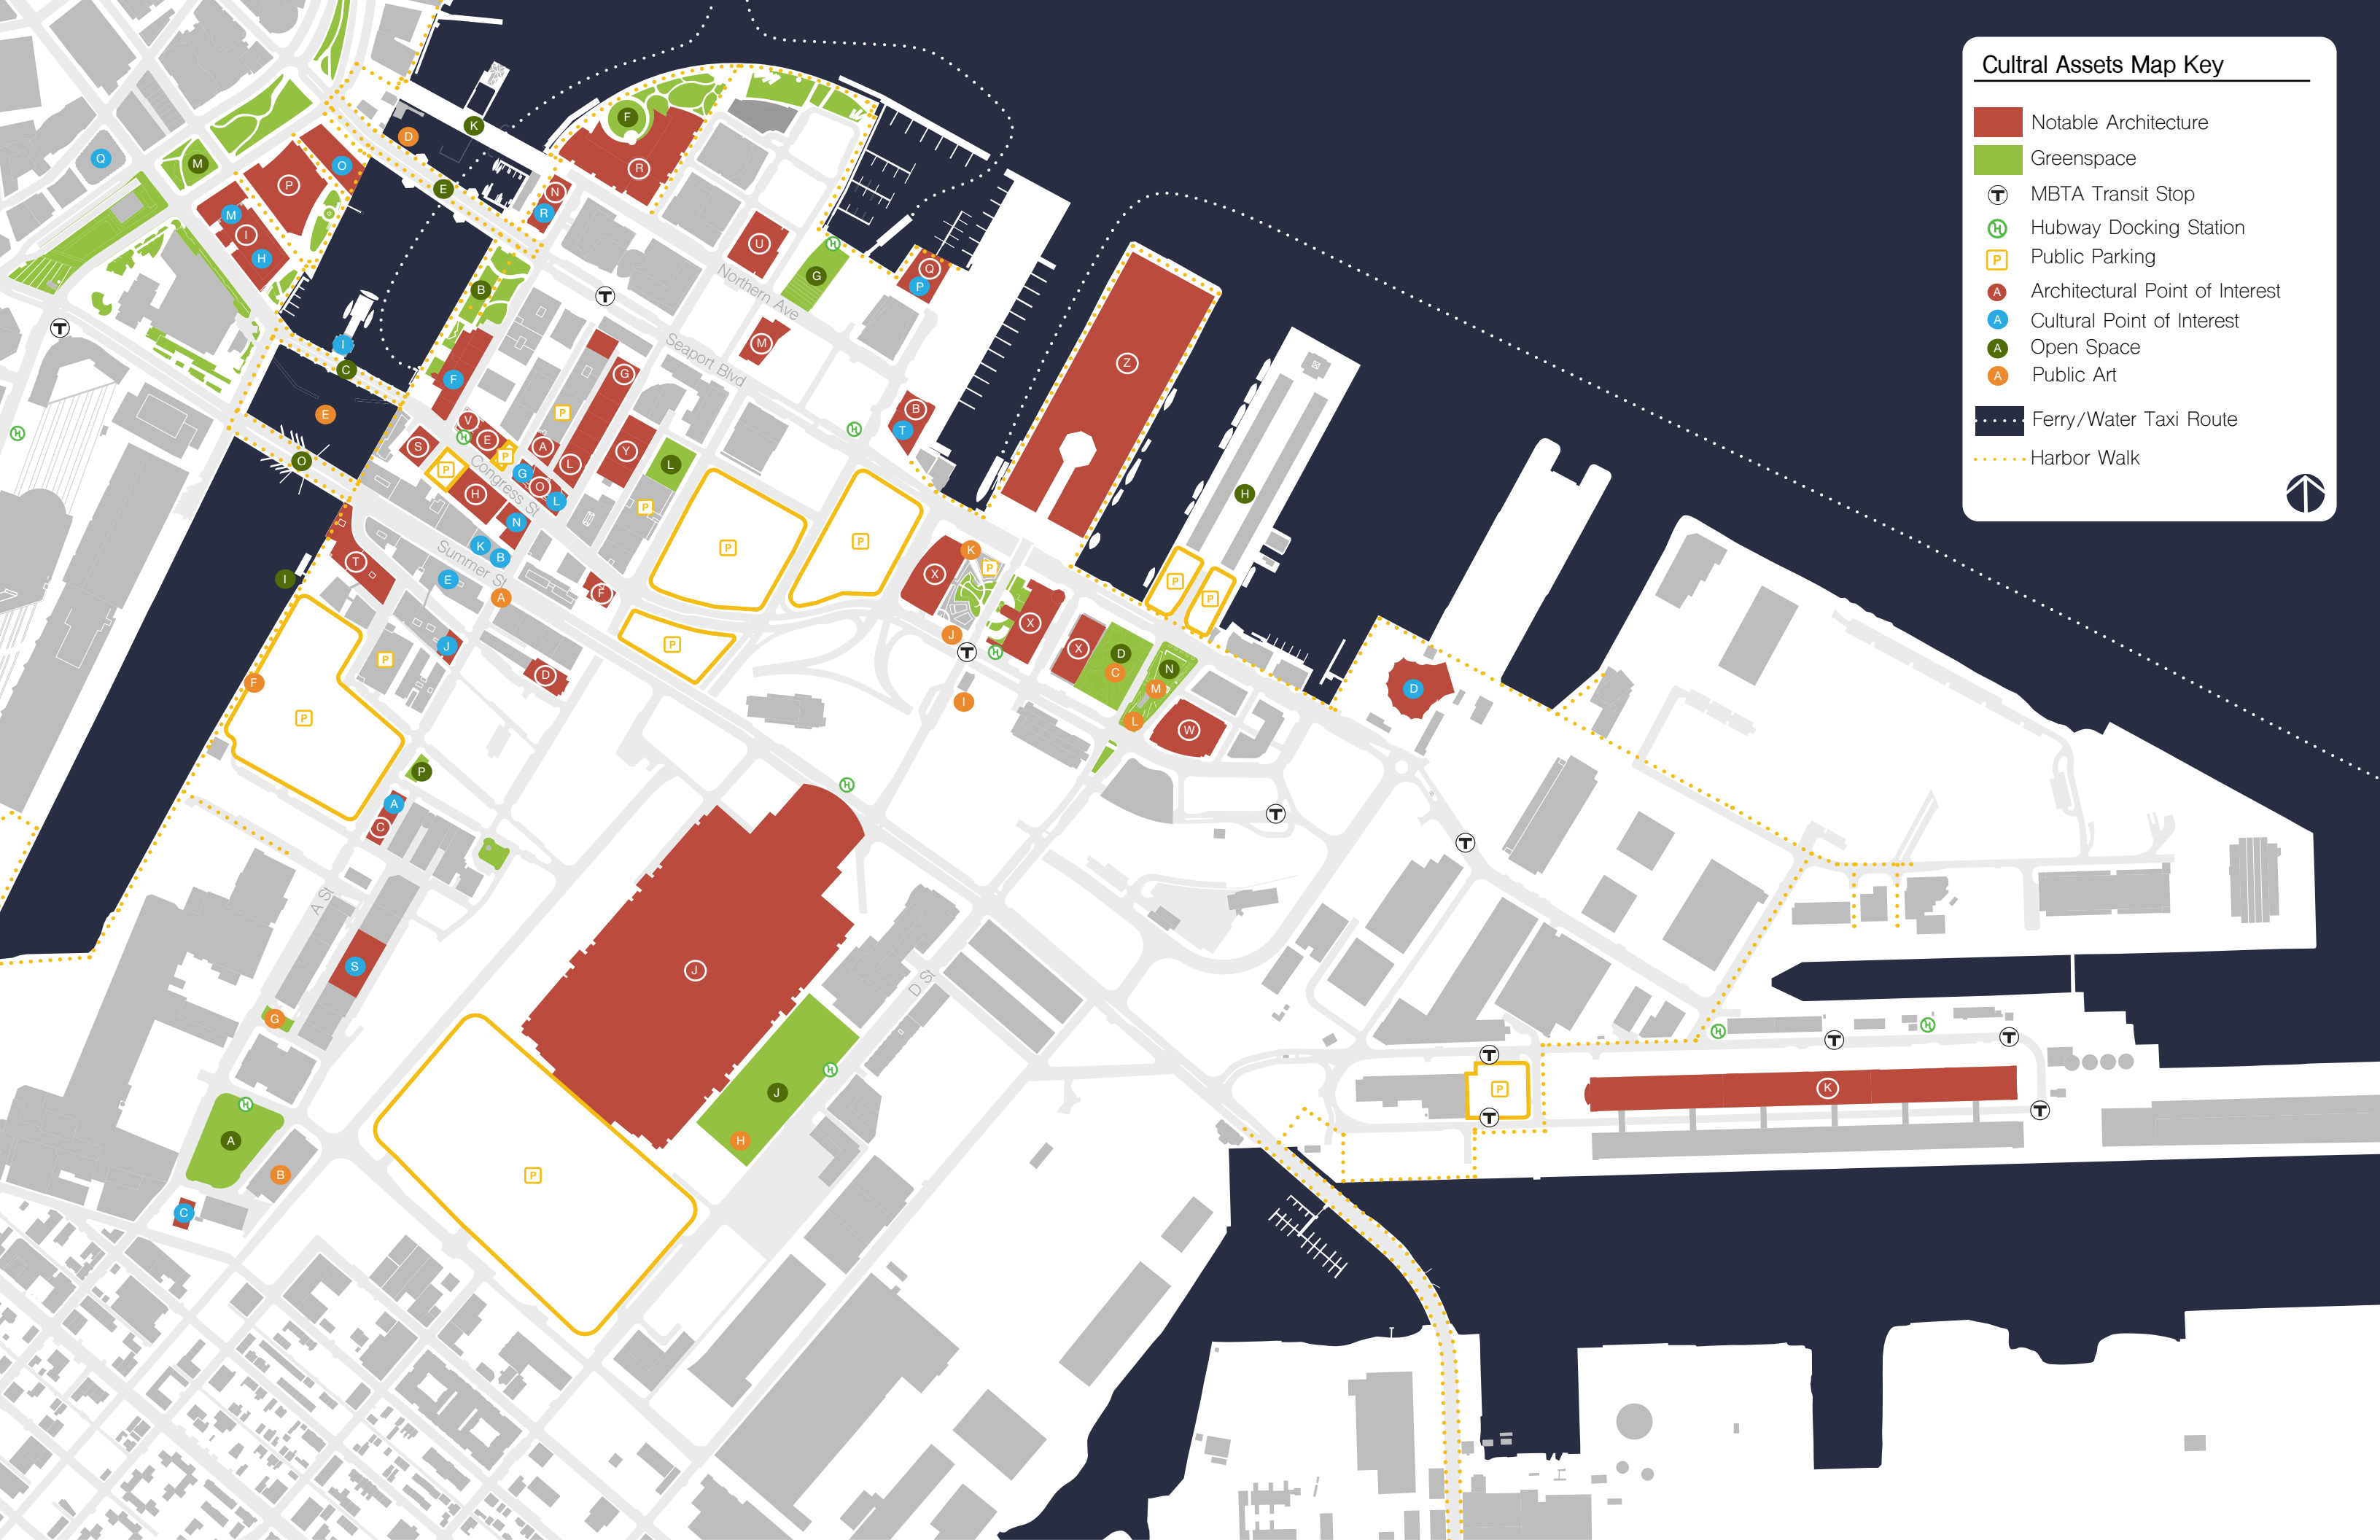 Cultral Assets Map Key
Notable Architecture
Greenspace
T MBTA Transit Stop
H Hubway Docking Station
P Public Parking
A Architectural Point of Interest
A Cultural Point of Interest
A Open Space
A Public Art
Ferry/Water Taxi Route
Harbor Walk
Northern Ave
Seaport Blvd
Congress St
Summer St
A St
D St
F
K
D
Q
M
O
R
E
P
N
R
M
I
H
U
H
G
Q
P
B
T
T
I
M
C
Z
F
G
P
E
B
T
H
V
H
E
S
A
Y
P
P
G
L
L
O
H
O
L
P
H
N
P
P
K
B
K
X
P
T
I
E
A
F
P
P
X
J
P
J
T
H
X
D
C
N
M
D
P
D
F
I
L
W
P
P
H
A
C
T
T
J
S
G
H
H
T
T
T
H
J
P
K
H
A
H
T
T
B
P
C